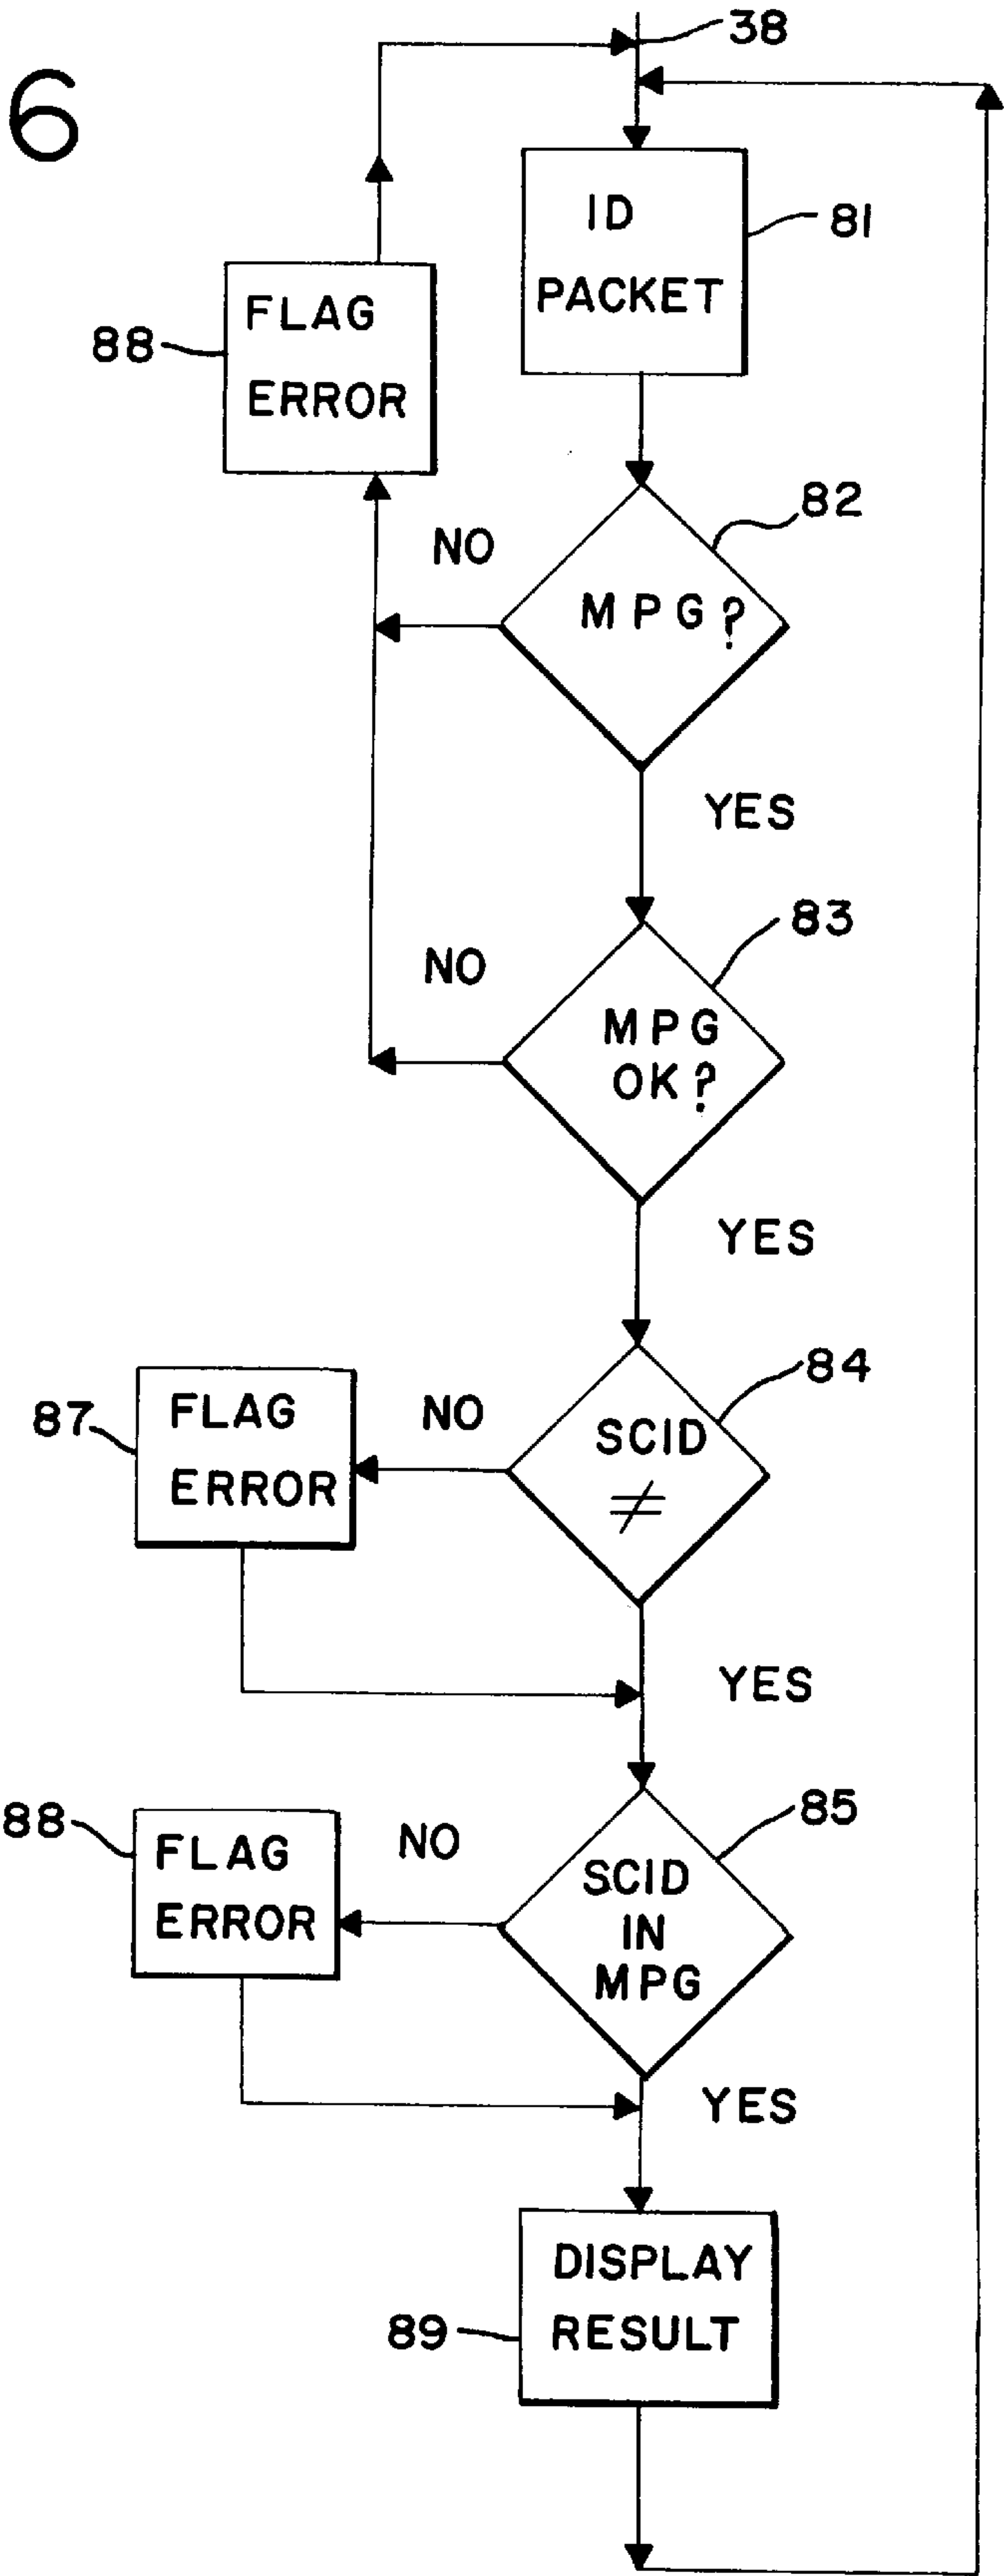 6
38
ID
PACKET
81
FLAG
ERROR
88
82
NO
MPG?
YES
83
NO
MPG
OK?
YES
84
87
FLAG
ERROR
NO
SCID
≠
YES
88
FLAG
ERROR
NO
85
SCID
IN
MPG
YES
DISPLAY
RESULT
89